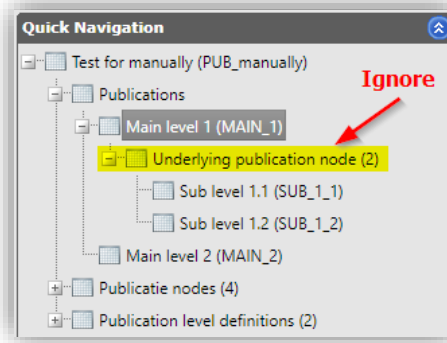 Quick Navigation
Test for manually (PUB_manually)
Ignore
Publications
Main level 1 (MAIN_1)
Underlying publication node (2)
Sub level 1.1 (SUB_1_1)
Sub level 1.2 (SUB_1_2)
Main level 2 (MAIN_2)
Publicatie nodes (4)
Publication level definitions (2)